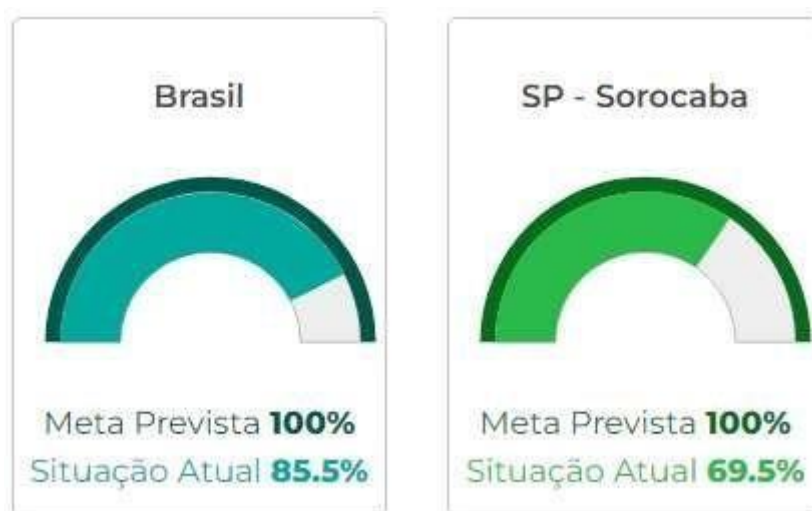 Brasil
Meta Prevista 100%
Situação Atual 85.5%
SP - Sorocaba
Meta Prevista 100%
Situação Atual 69.5%